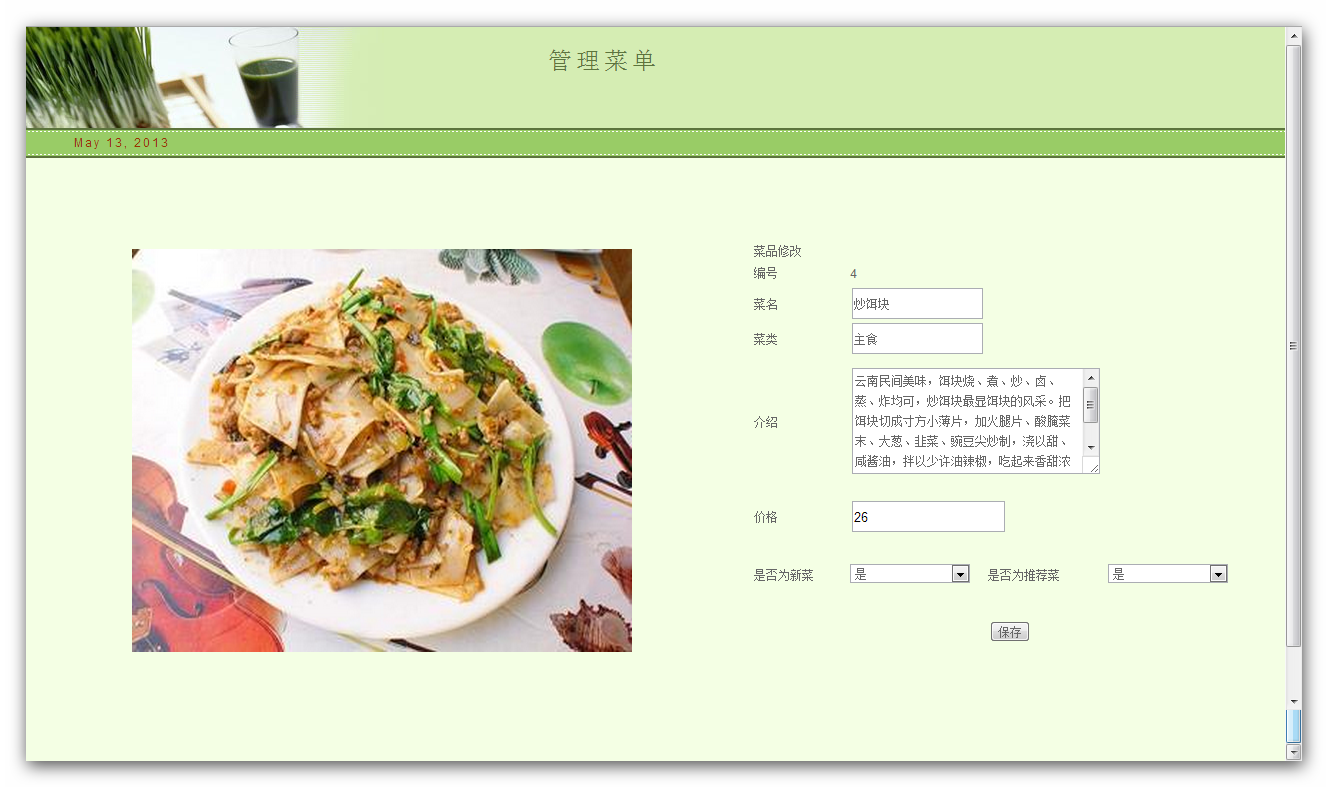 管理菜单
May 13, 2013
菜品修改
编号 4
菜名 炒饵块
菜类 主食
介绍
云南民间美味，饵块烧、煮、炒、卤、
蒸、炸均可，炒饵块最显饵块的风采。把
饵块切成寸方小薄片，加火腿片、酸腌菜
末、大葱、韭菜、豌豆尖炒制，浇以甜、
咸酱油，拌以少许油辣椒，吃起来香甜浓
价格 26
是否为新菜 是 是否为推荐菜 是
保存